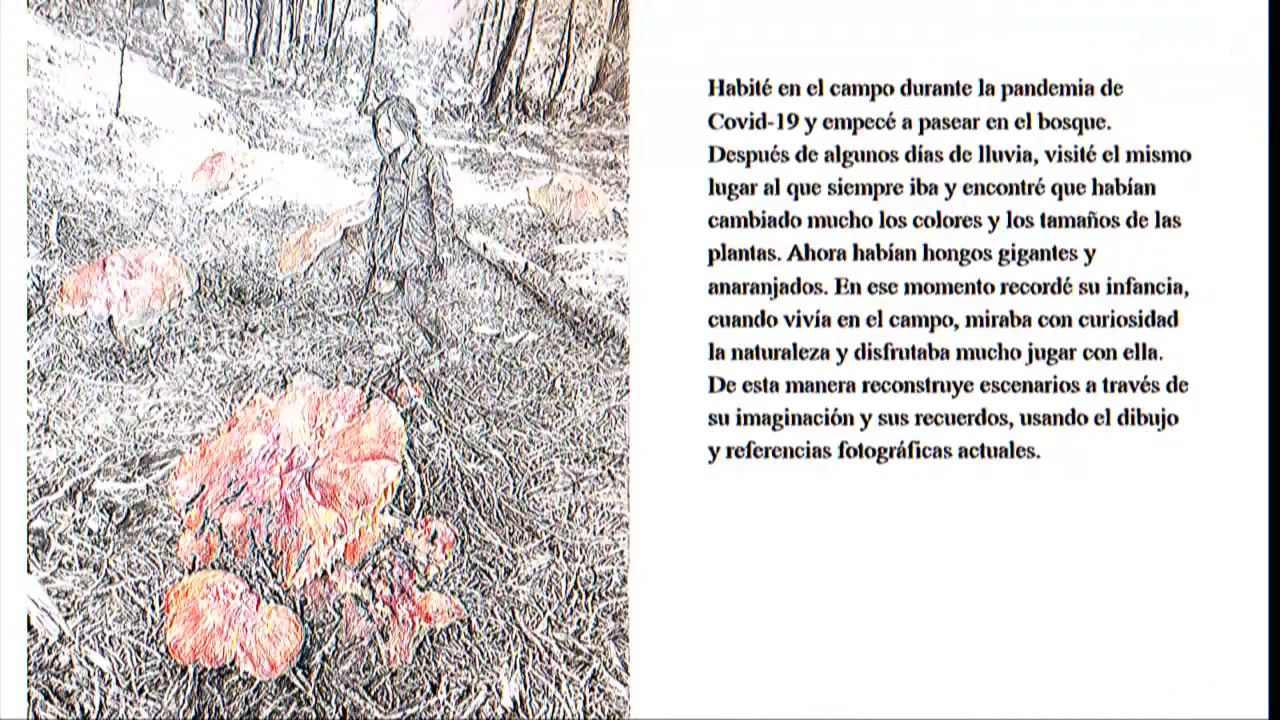 Habité en el campo durante la pandemia de
Covid-19 y empecé a pasear en el bosque.
Después de algunos días de lluvia, visité el mismo
lugar al que siempre iba y encontré que habían
cambiado mucho los colores y los tamaños de las
plantas. Ahora habían hongos gigantes y
anaranjados. En ese momento recordé su infancia,
cuando vivía en el campo, miraba con curiosidad
la naturaleza y disfrutaba mucho jugar con ella.
De esta manera reconstruye escenarios a través de
su imaginación y sus recuerdos, usando el dibujo
y referencias fotográficas actuales.